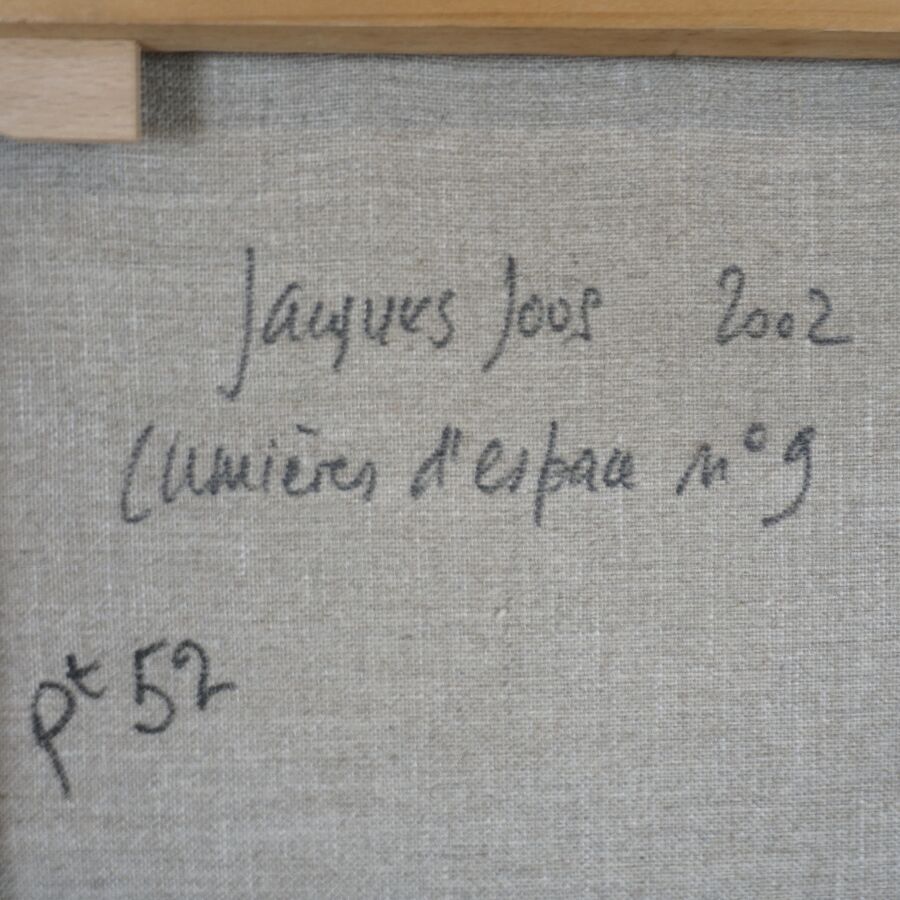 Jacques Joos 2002
Lumières d'espace n° 9
pt 52